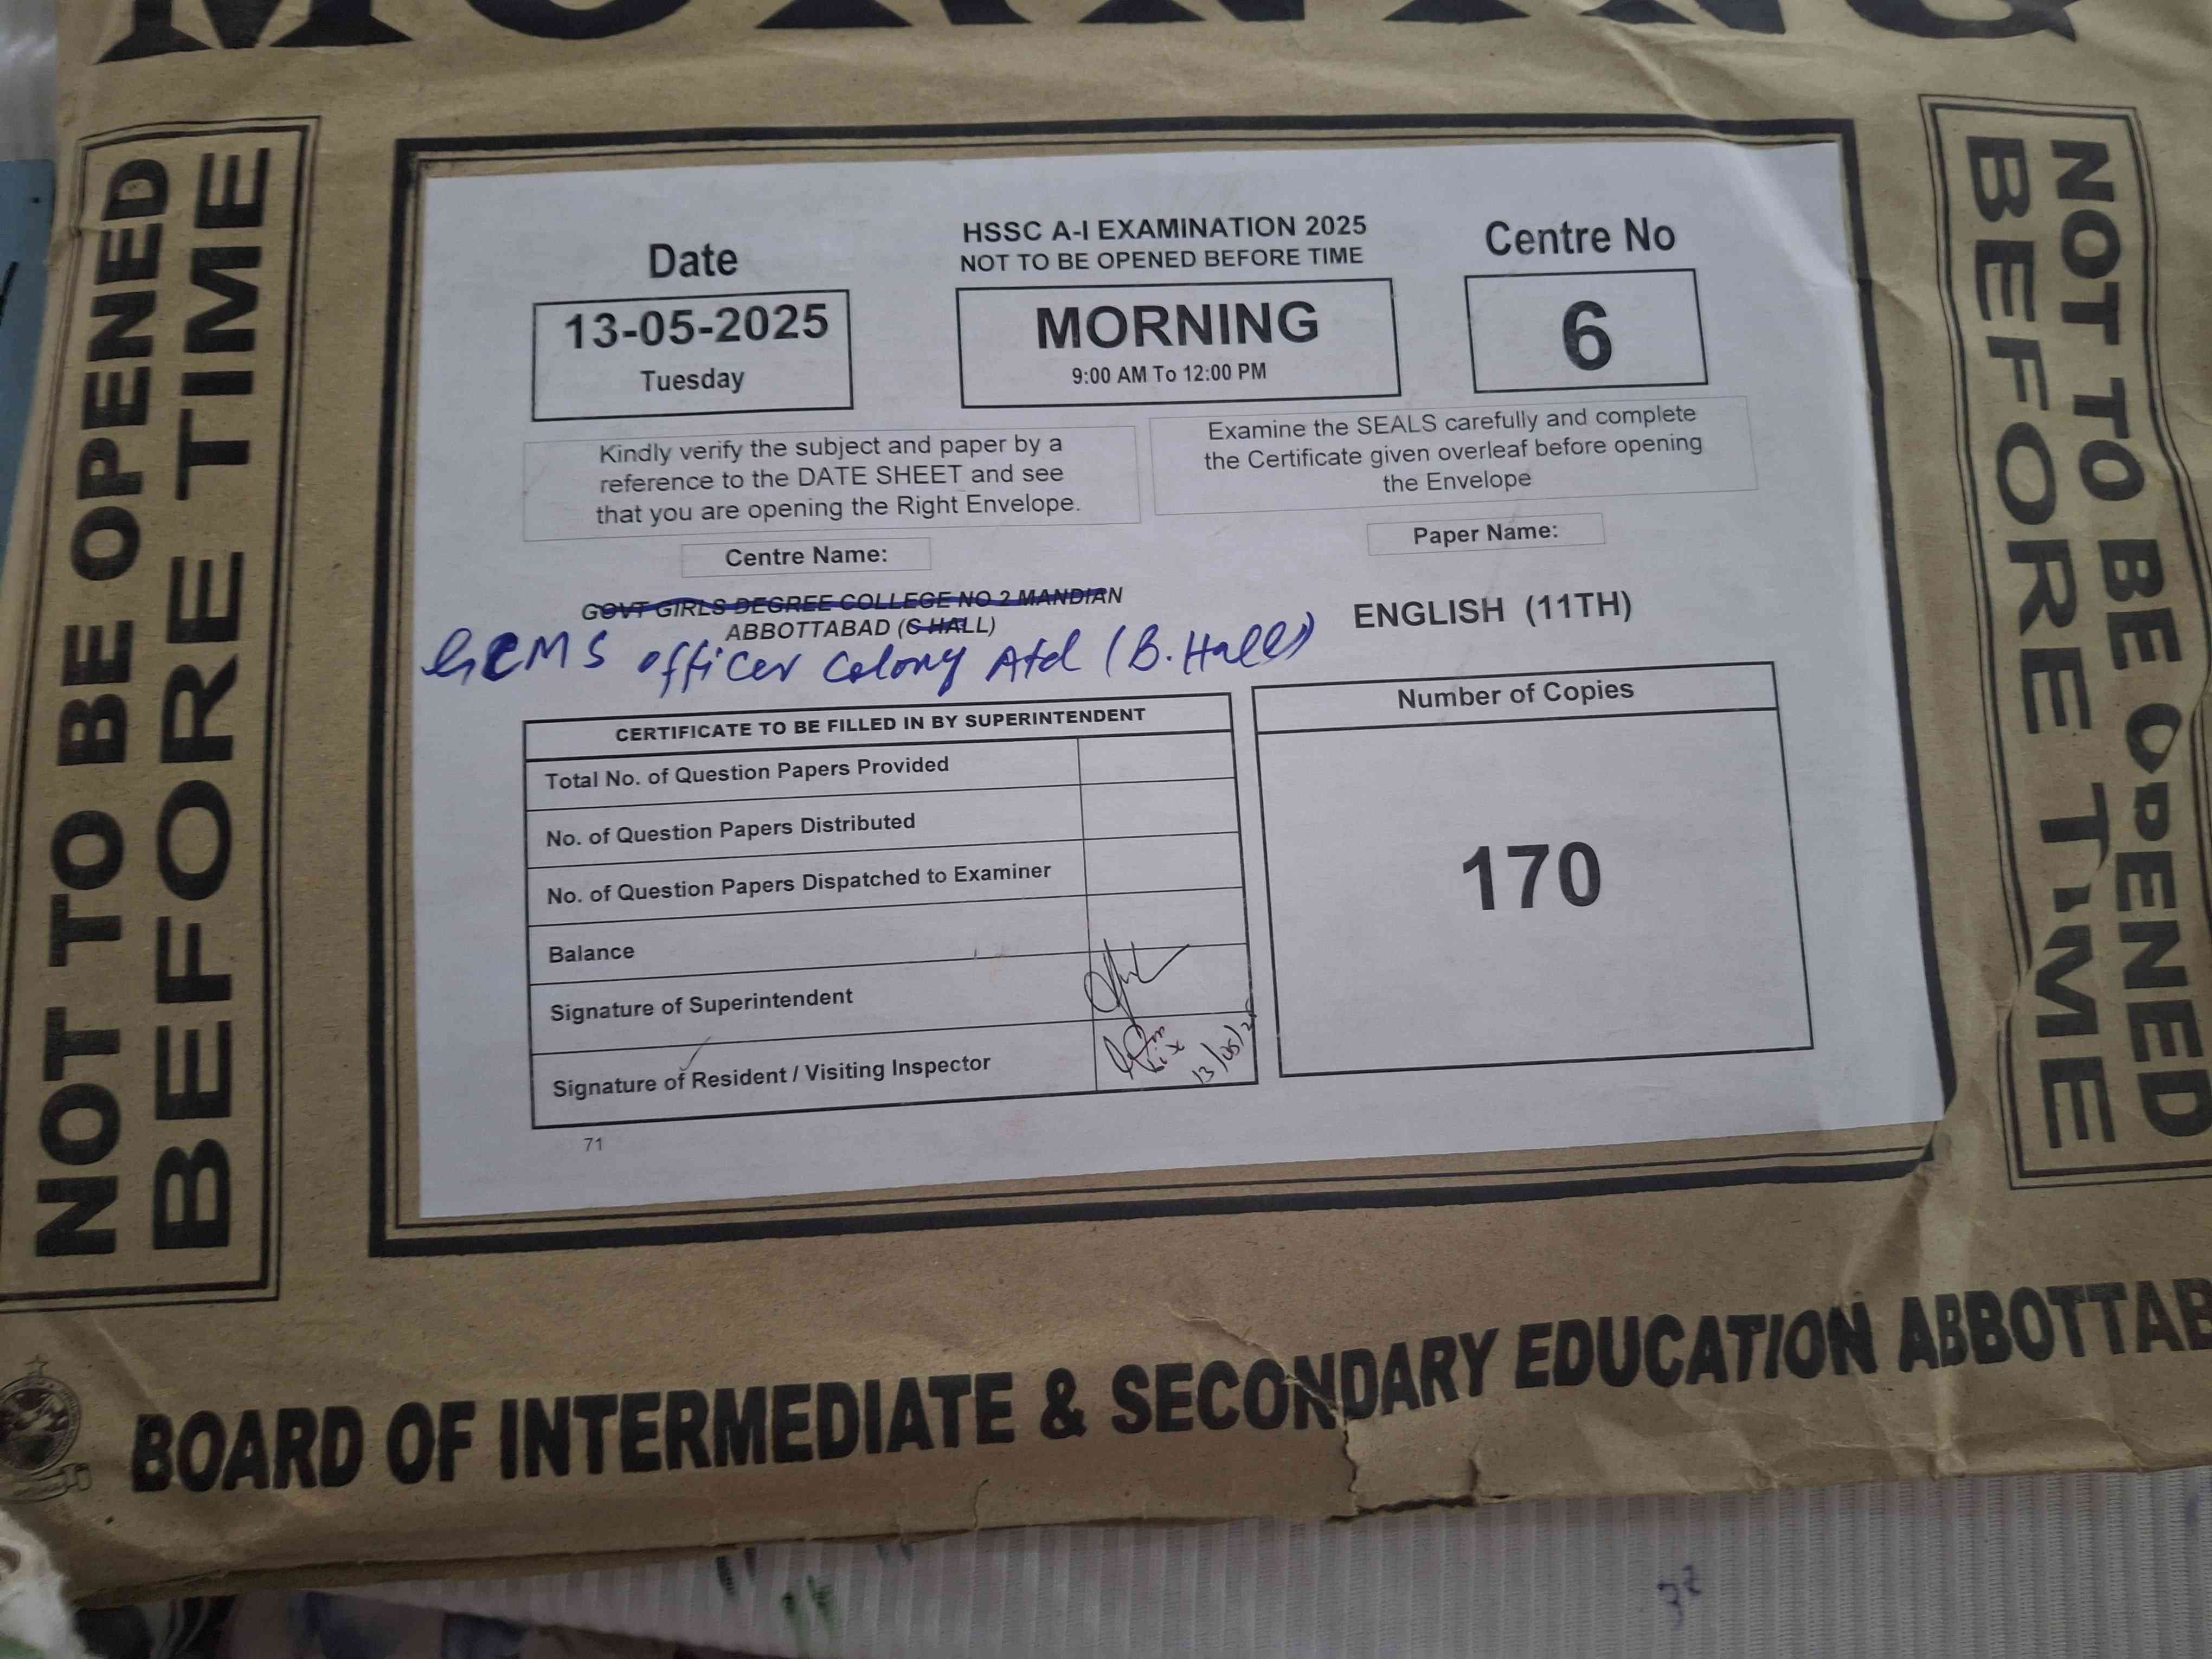 MORNING
NOT TO BE OPENED
BEFORE TIME
Date
13-05-2025
Tuesday
HSSC A-I EXAMINATION 2025
NOT TO BE OPENED BEFORE TIME
MORNING
9:00 AM To 12:00 PM
Centre No
6
Kindly verify the subject and paper by a
reference to the DATE SHEET and see
that you are opening the Right Envelope.
Examine the SEALS carefully and complete
the Certificate given overleaf before opening
the Envelope
Centre Name:
GOVT GIRLS DEGREE COLLEGE NO 2 MANDIAN
ABBOTTABAD (C HALL)
GCMS officer Colony Atd (B. Hall)
Paper Name:
ENGLISH (11TH)
CERTIFICATE TO BE FILLED IN BY SUPERINTENDENT
Total No. of Question Papers Provided
No. of Question Papers Distributed
No. of Question Papers Dispatched to Examiner
Balance
Signature of Superintendent
Signature of Resident / Visiting Inspector
13/05/25
Number of Copies
170
71
NOT TO BE OPENED
BEFORE TIME
BOARD OF INTERMEDIATE & SECONDARY EDUCATION ABBOTTAB